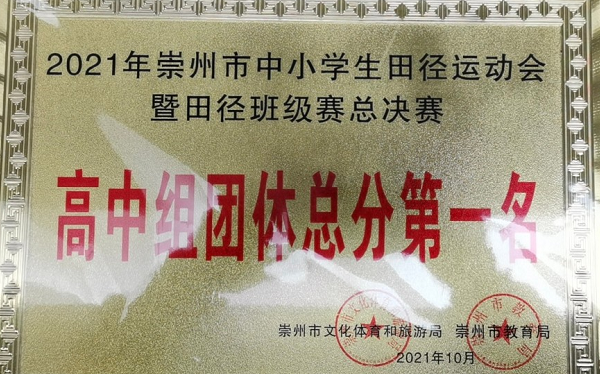 2021年崇州市中小学生田径运动会
暨田径班级赛总决赛
高中组团体总分第一名
崇州市文化体育和旅游局 崇州市教育局
2021年10月